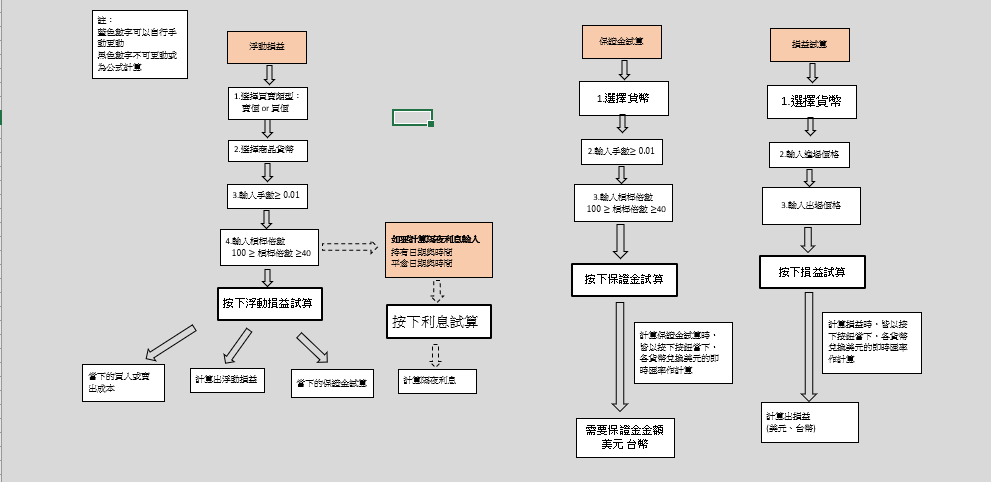 註：
藍色數字可以自行手
動更動
黑色數字不可更動或
為公式計算
浮動損益
1.選擇買賣類型：
賣價 or 買價
2.選擇商品貨幣
3.輸入手數≥ 0.01
4.輸入槓桿倍數
100 ≥ 槓桿倍數 ≥40
如要計算隔夜利息輸入
持有日期與時間
平倉日期與時間
按下浮動損益試算
按下利息試算
當下的買入或賣
出成本
計算出浮動損益
當下的保證金試算
計算隔夜利息
保證金試算
1.選擇貨幣
2.輸入手數≥ 0.01
3.輸入槓桿倍數
100 ≥ 槓桿倍數 ≥40
按下保證金試算
計算保證金試算時，
皆以按下按鈕當下，
各貨幣兌換美元的即
時匯率作計算
需要保證金金額
美元 台幣
損益試算
1.選擇貨幣
2.輸入進場價格
3.輸入出場價格
按下損益試算
計算損益時，皆以按
下按鈕當下，各貨幣
兌換美元的即時匯率
作計算
計算出損益
(美元、台幣)